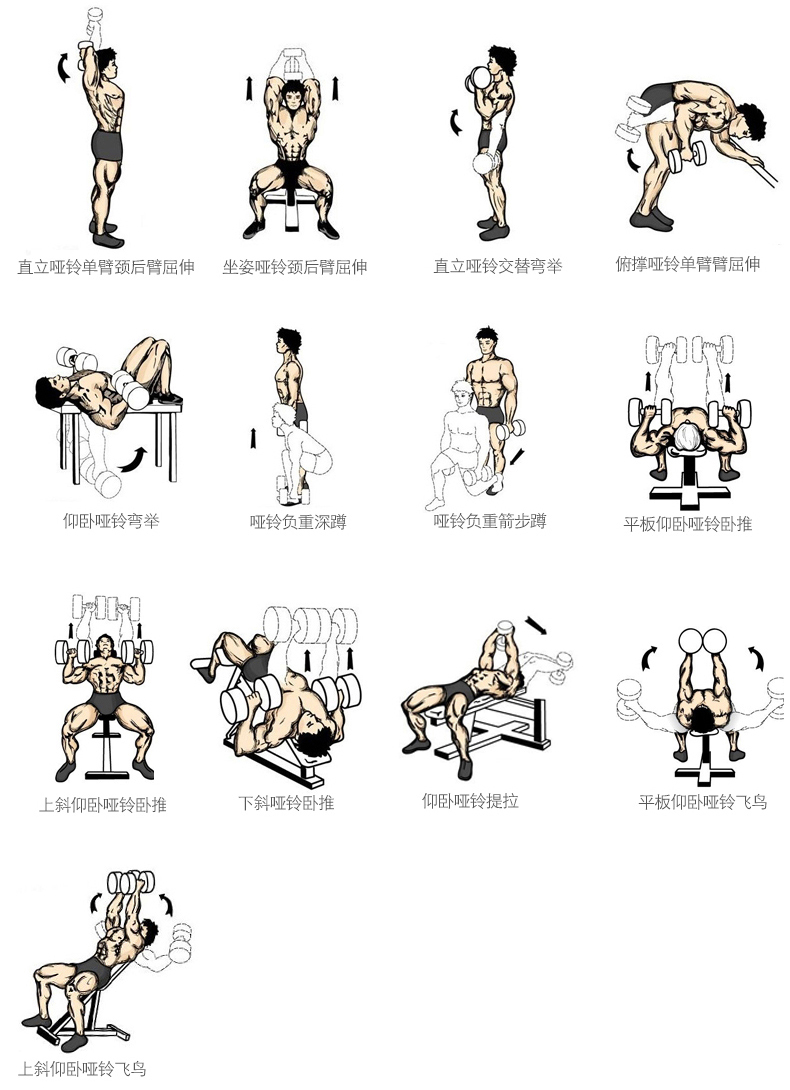 直立哑铃单臂颈后臂屈伸
坐姿哑铃颈后臂屈伸
直立哑铃交替弯举
俯撑哑铃单臂臂屈伸
仰卧哑铃弯举
哑铃负重深蹲
哑铃负重箭步蹲
平板仰卧哑铃卧推
上斜仰卧哑铃卧推
下斜哑铃卧推
仰卧哑铃提拉
平板仰卧哑铃飞鸟
上斜仰卧哑铃飞鸟